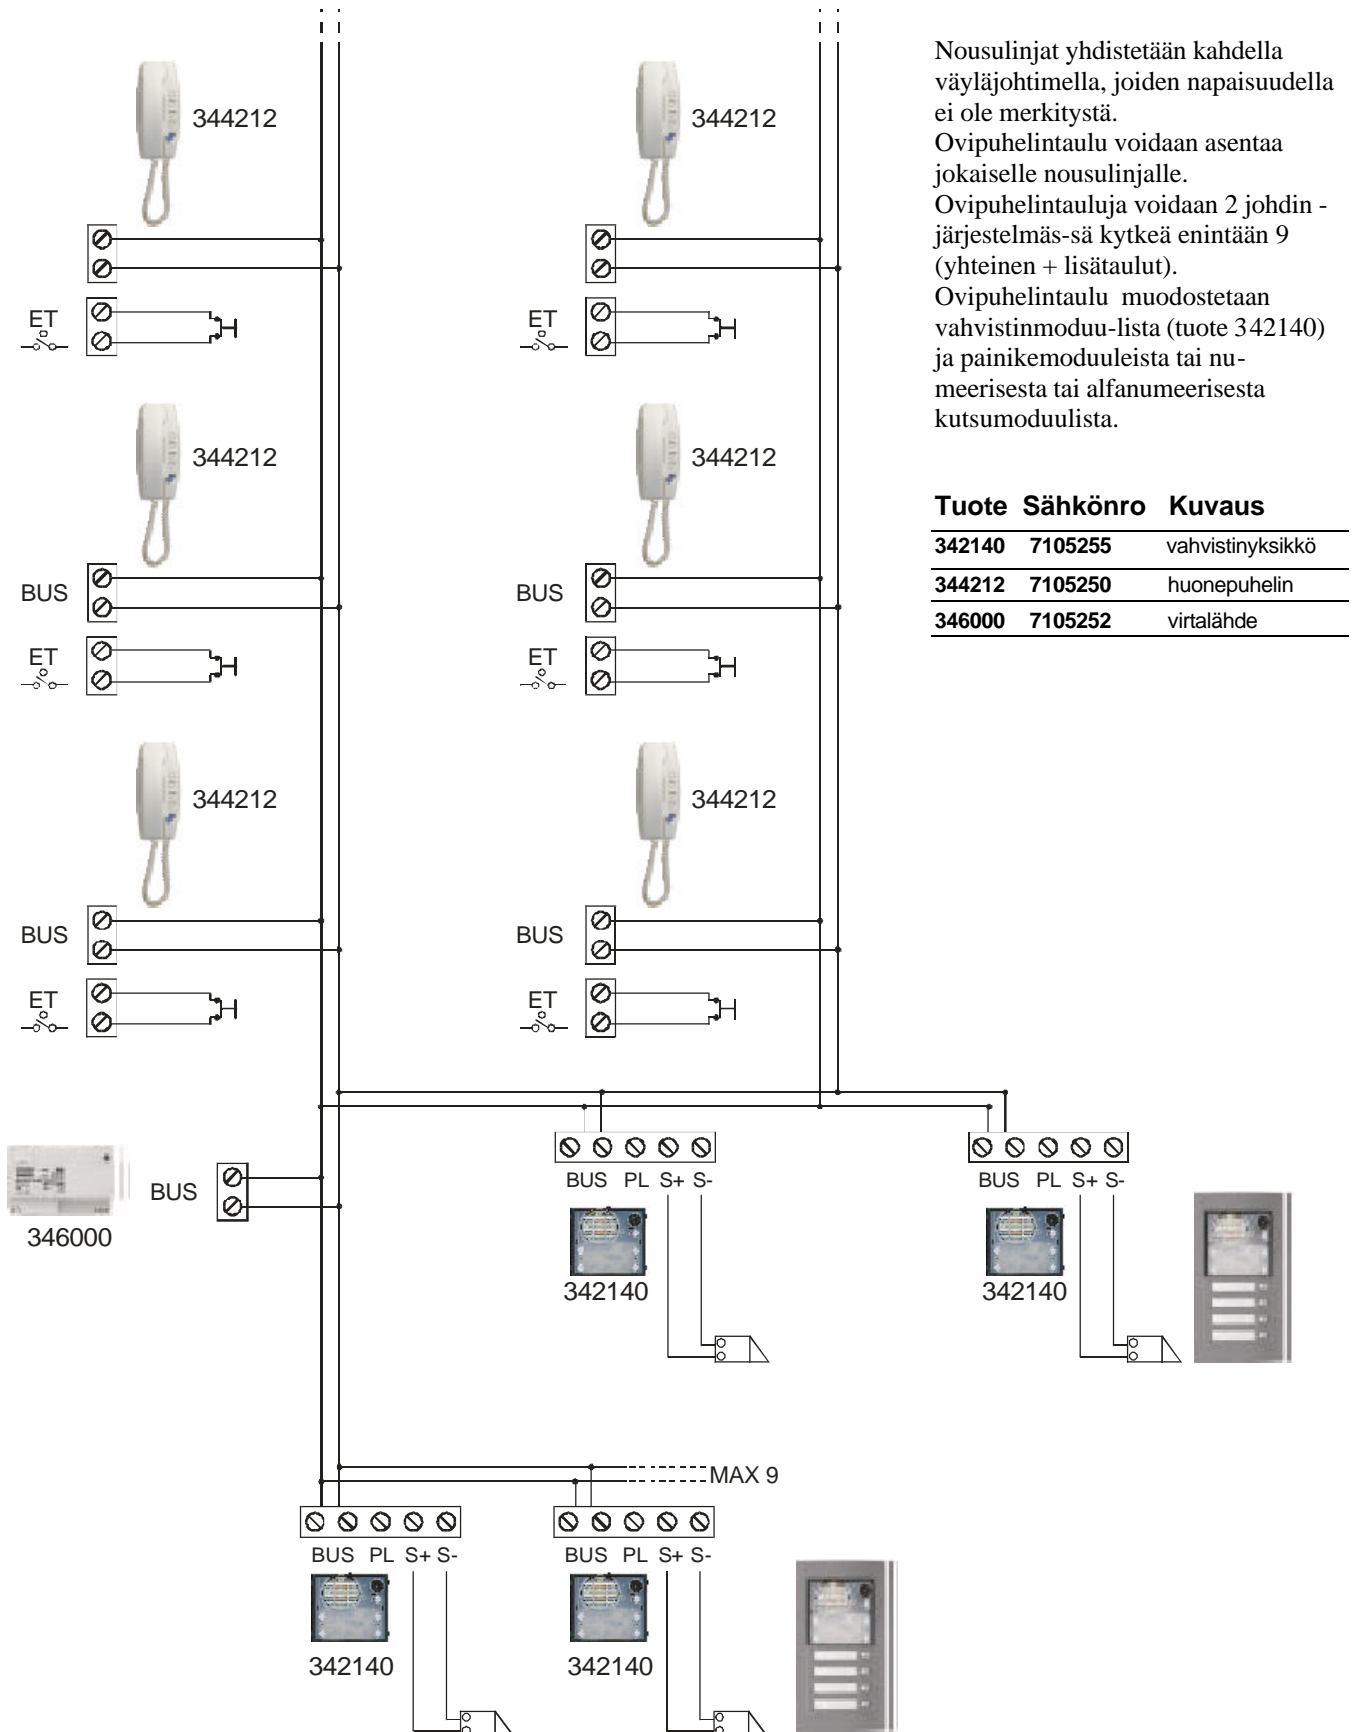 344212
344212
Nousulinjat yhdistetään kahdella
väyläjohtimella, joiden napaisuudella
ei ole merkitystä.
Ovipuhelintaulu voidaan asentaa
jokaiselle nousulinjalle.
Ovipuhelintauluja voidaan 2 johdin -
järjestelmäs-sä kytkeä enintään 9
(yhteinen + lisätaulut).
Ovipuhelintaulu muodostetaan
vahvistinmoduu-lista (tuote 342140)
ja painikemoduuleista tai nu-
meerisesta tai alfanumeerisesta
kutsumoduulista.
ET
ET
344212
344212
Tuote Sähkönro Kuvaus
342140 7105255 vahvistinyksikkö
344212 7105250 huonepuhelin
346000 7105252 virtalähde
BUS
BUS
ET
ET
344212
344212
BUS
BUS
ET
ET
BUS
346000
BUS PL S+ S-
342140
BUS PL S+ S-
342140
MAX 9
BUS PL S+ S-
342140
BUS PL S+ S-
342140